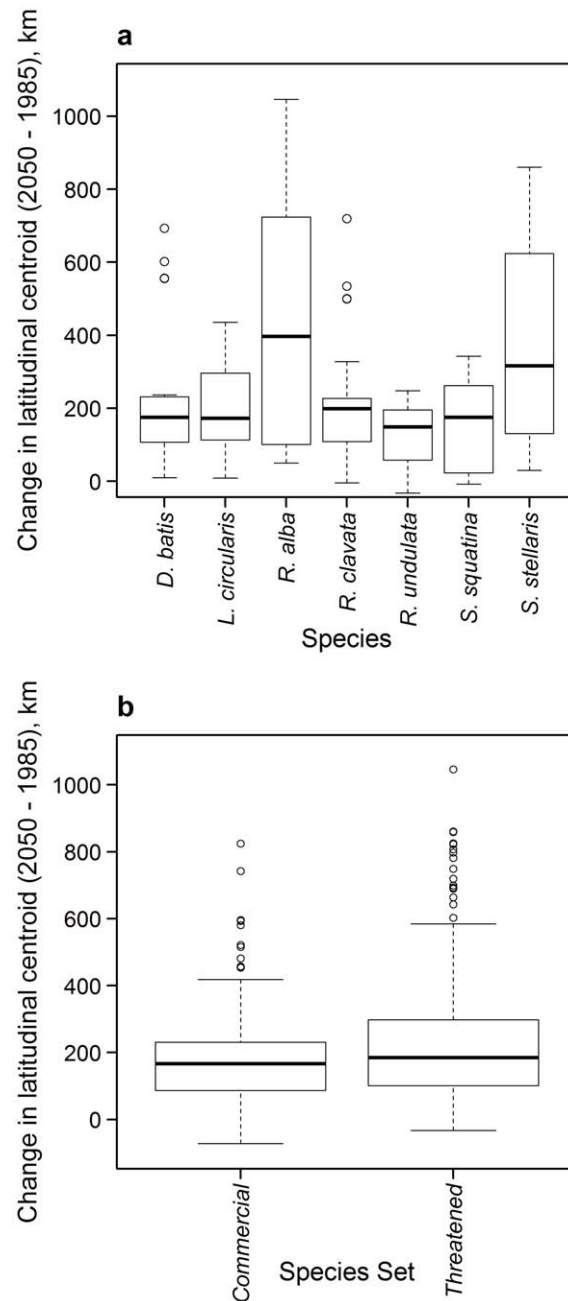 a
Change in latitudinal centroid (2050 - 1985), km
1000
800
600
400
200
0
D. batis
L. circularis
R. alba
R. clavata
R. undulata
S. squatina
S. stellaris
Species
b
Change in latitudinal centroid (2050 - 1985), km
1000
800
600
400
200
0
Commercial
Threatened
Species Set